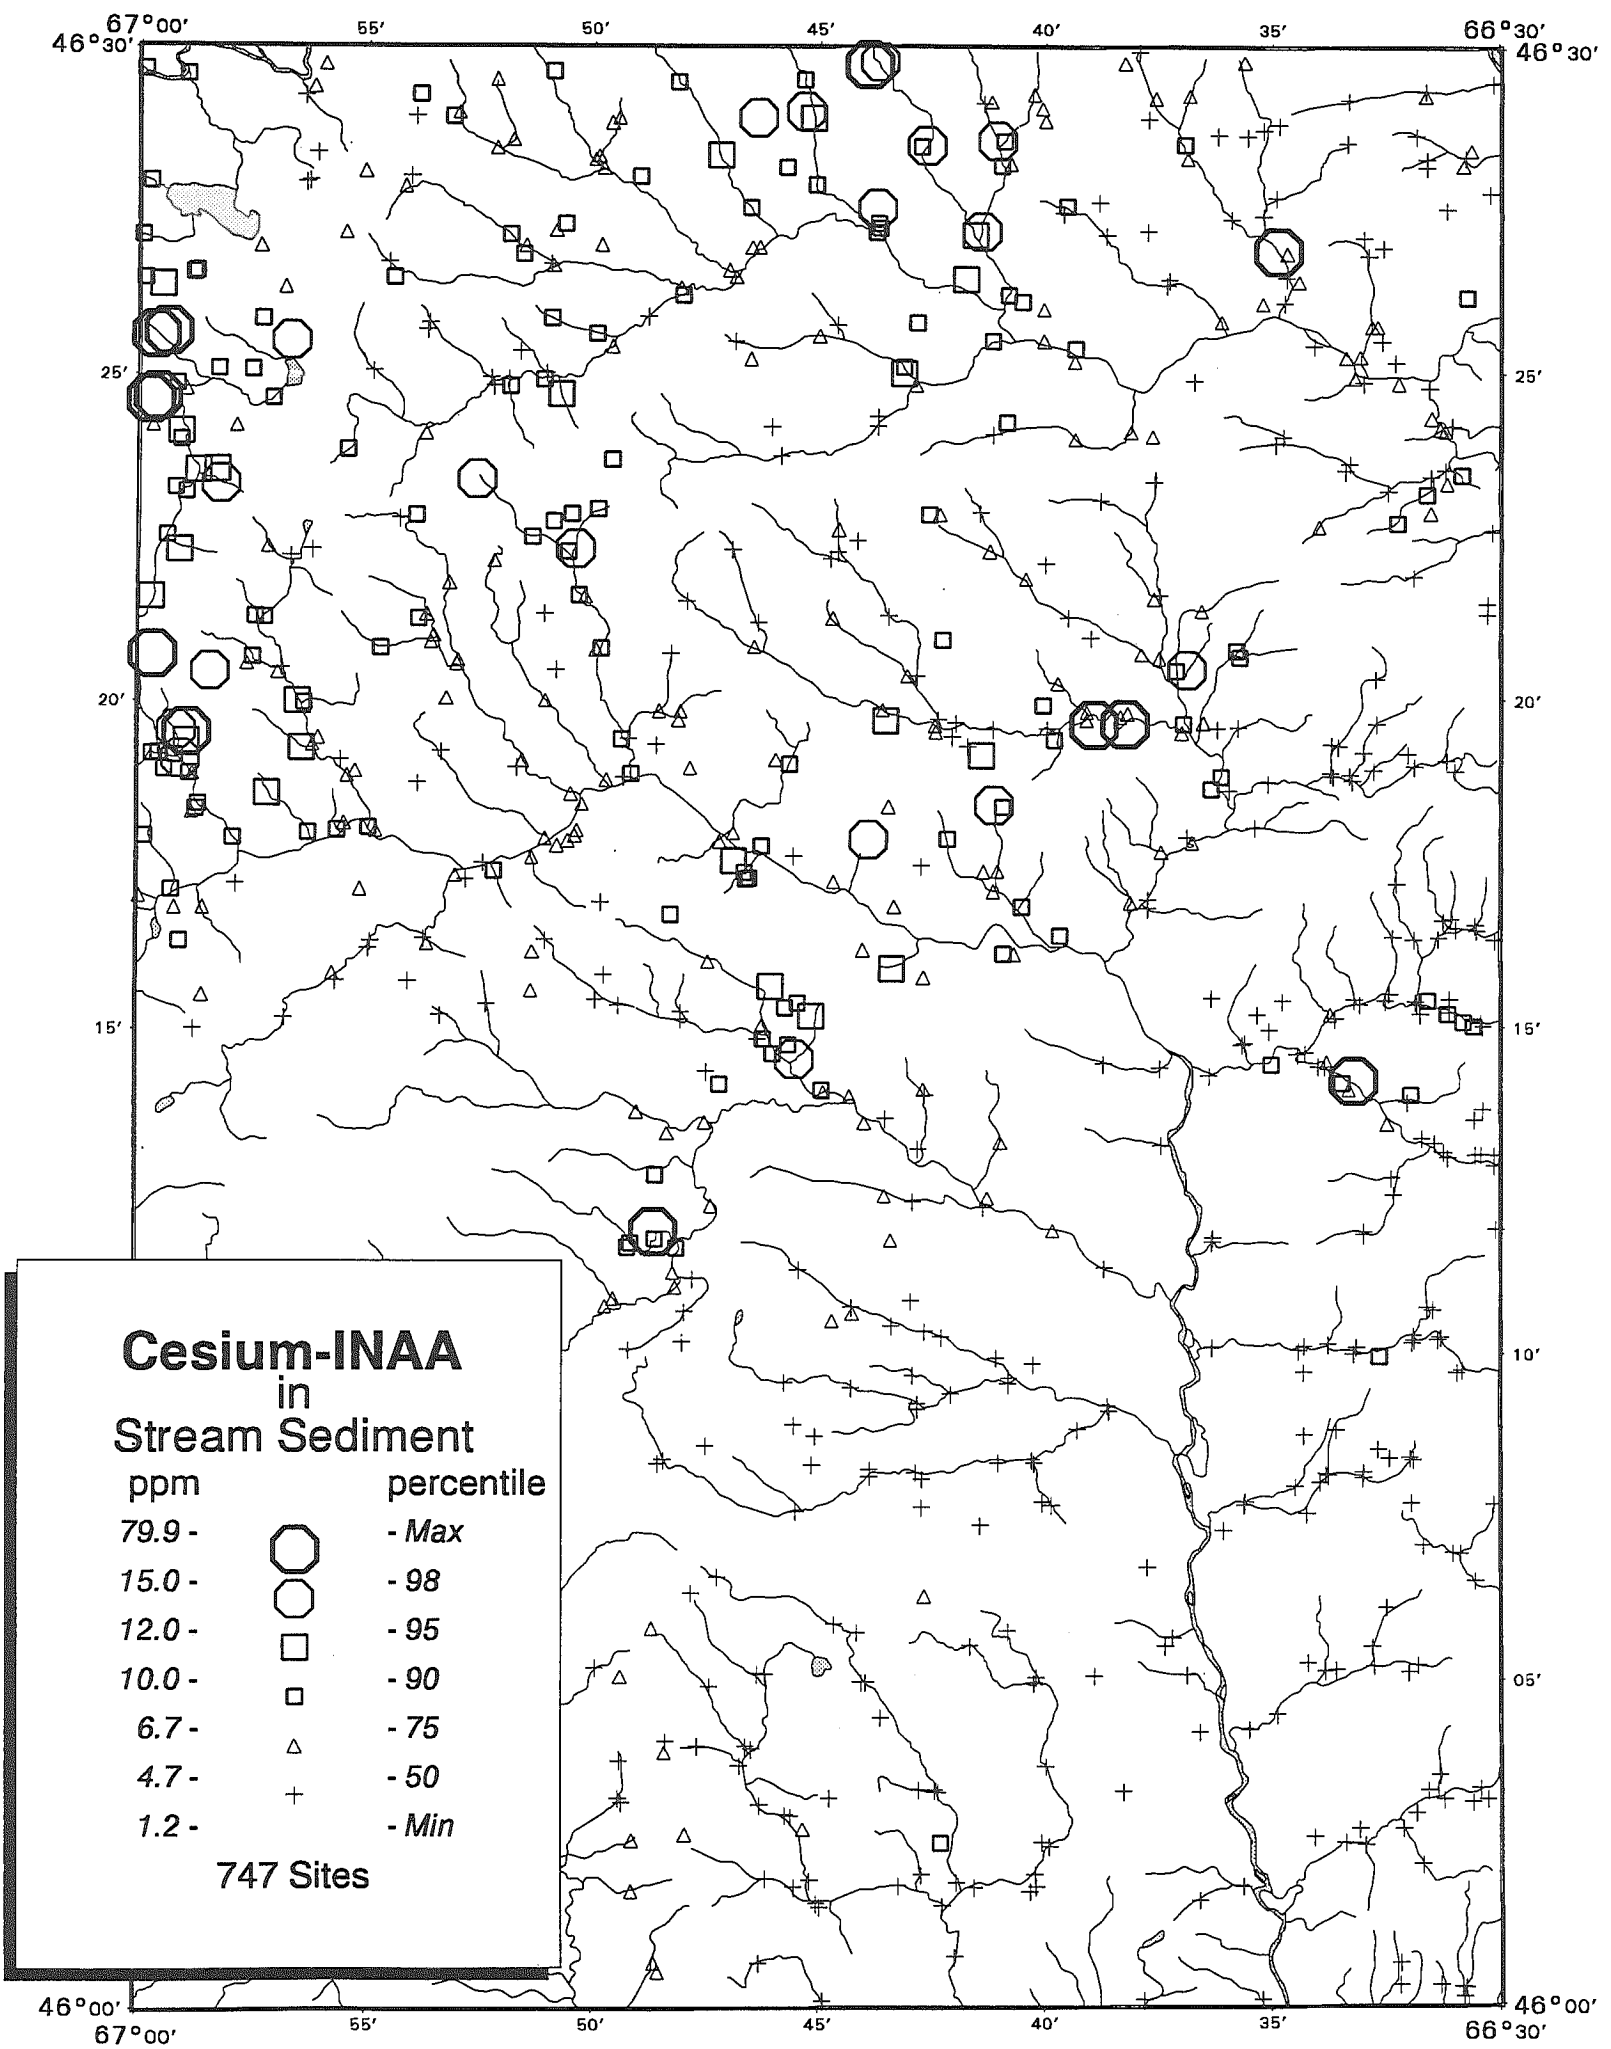 67°00′ 55′ 50′ 45′ 40′ 35′ 66°30′
46°30′ 46°30′
25′ 25′
20′ 20′
15′ 15′
10′
05′
Cesium-INAA
in
Stream Sediment
ppm percentile
79.9 - - Max
15.0 - - 98
12.0 - - 95
10.0 - - 90
6.7 - - 75
4.7 - - 50
1.2 - - Min
747 Sites
46°00′ 46°00′
67°00′ 55′ 50′ 45′ 40′ 35′ 66°30′